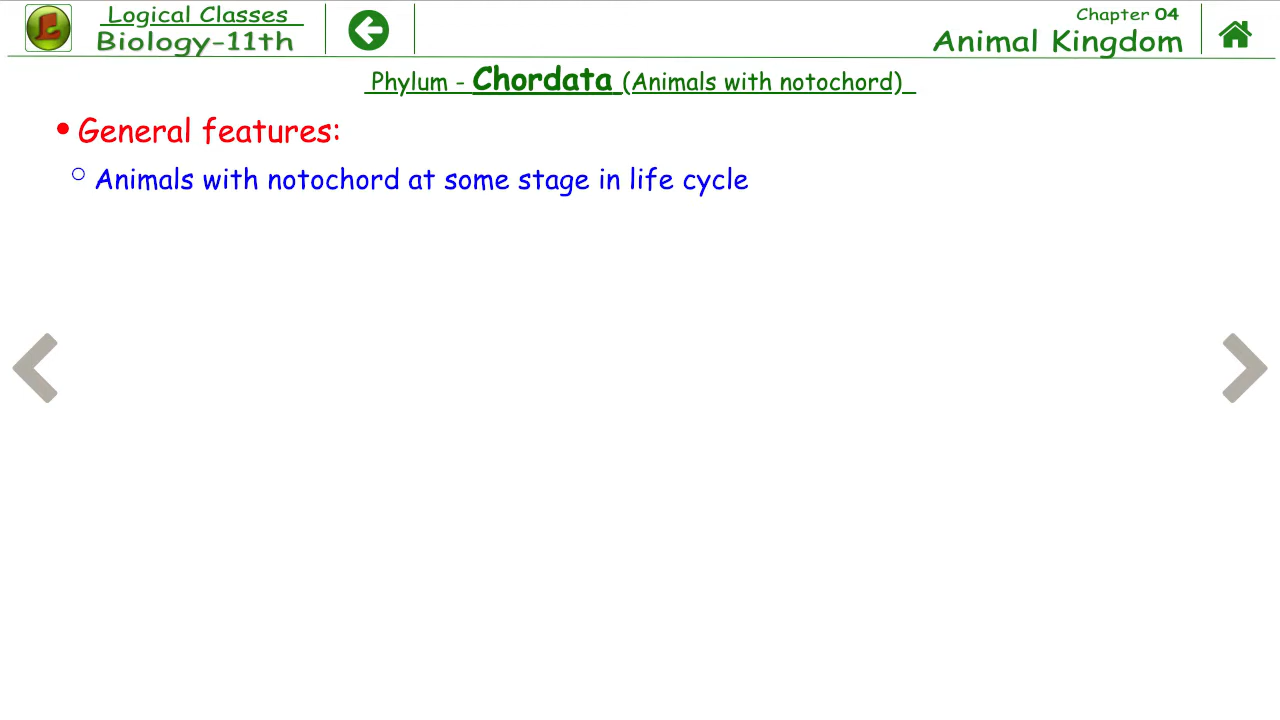 Logical Classes
Biology-11th
Chapter 04
Animal Kingdom
Phylum - Chordata (Animals with notochord)
• General features:
○ Animals with notochord at some stage in life cycle